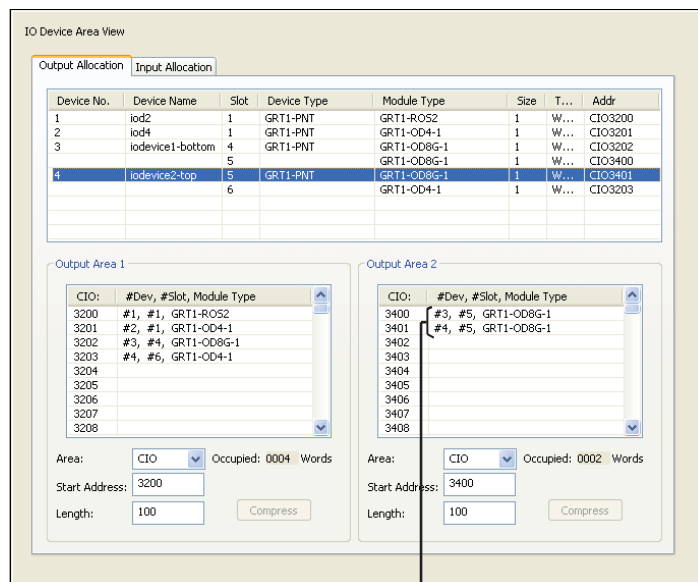 IO Device Area View
Output Allocation Input Allocation
Device No. Device Name Slot Device Type Module Type Size T... Addr
1 iod2 1 GRT1-PNT GRT1-ROS2 1 W... CIO3200
2 iod4 1 GRT1-PNT GRT1-OD4-1 1 W... CIO3201
3 iodevice1-bottom 4 GRT1-PNT GRT1-OD8G-1 1 W... CIO3202
5 GRT1-OD8G-1 1 W... CIO3400
4 iodevice2-top 5 GRT1-PNT GRT1-OD8G-1 1 W... CIO3401
6 GRT1-OD4-1 1 W... CIO3203
Output Area 1
CIO: #Dev, #Slot, Module Type
3200 #1, #1, GRT1-ROS2
3201 #2, #1, GRT1-OD4-1
3202 #3, #4, GRT1-OD8G-1
3203 #4, #6, GRT1-OD4-1
3204
3205
3206
3207
3208
Area: CIO Occupied: 0004 Words
Start Address: 3200
Length: 100 Compress
Output Area 2
CIO: #Dev, #Slot, Module Type
3400 #3, #5, GRT1-OD8G-1
3401 #4, #5, GRT1-OD8G-1
3402
3403
3404
3405
3406
3407
3408
Area: CIO Occupied: 0002 Words
Start Address: 3400
Length: 100 Compress